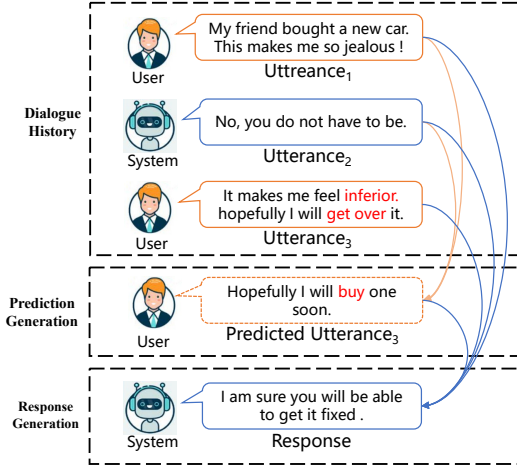 My friend bought a new car.
This makes me so jealous !
User
Uttreance1
Dialogue
History
No, you do not have to be.
System
Utterance2
It makes me feel inferior.
hopefully I will get over it.
User
Utterance3
Prediction
Generation
Hopefully I will buy one
soon.
User
Predicted Utterance3
Response
Generation
I am sure you will be able
to get it fixed .
System
Response